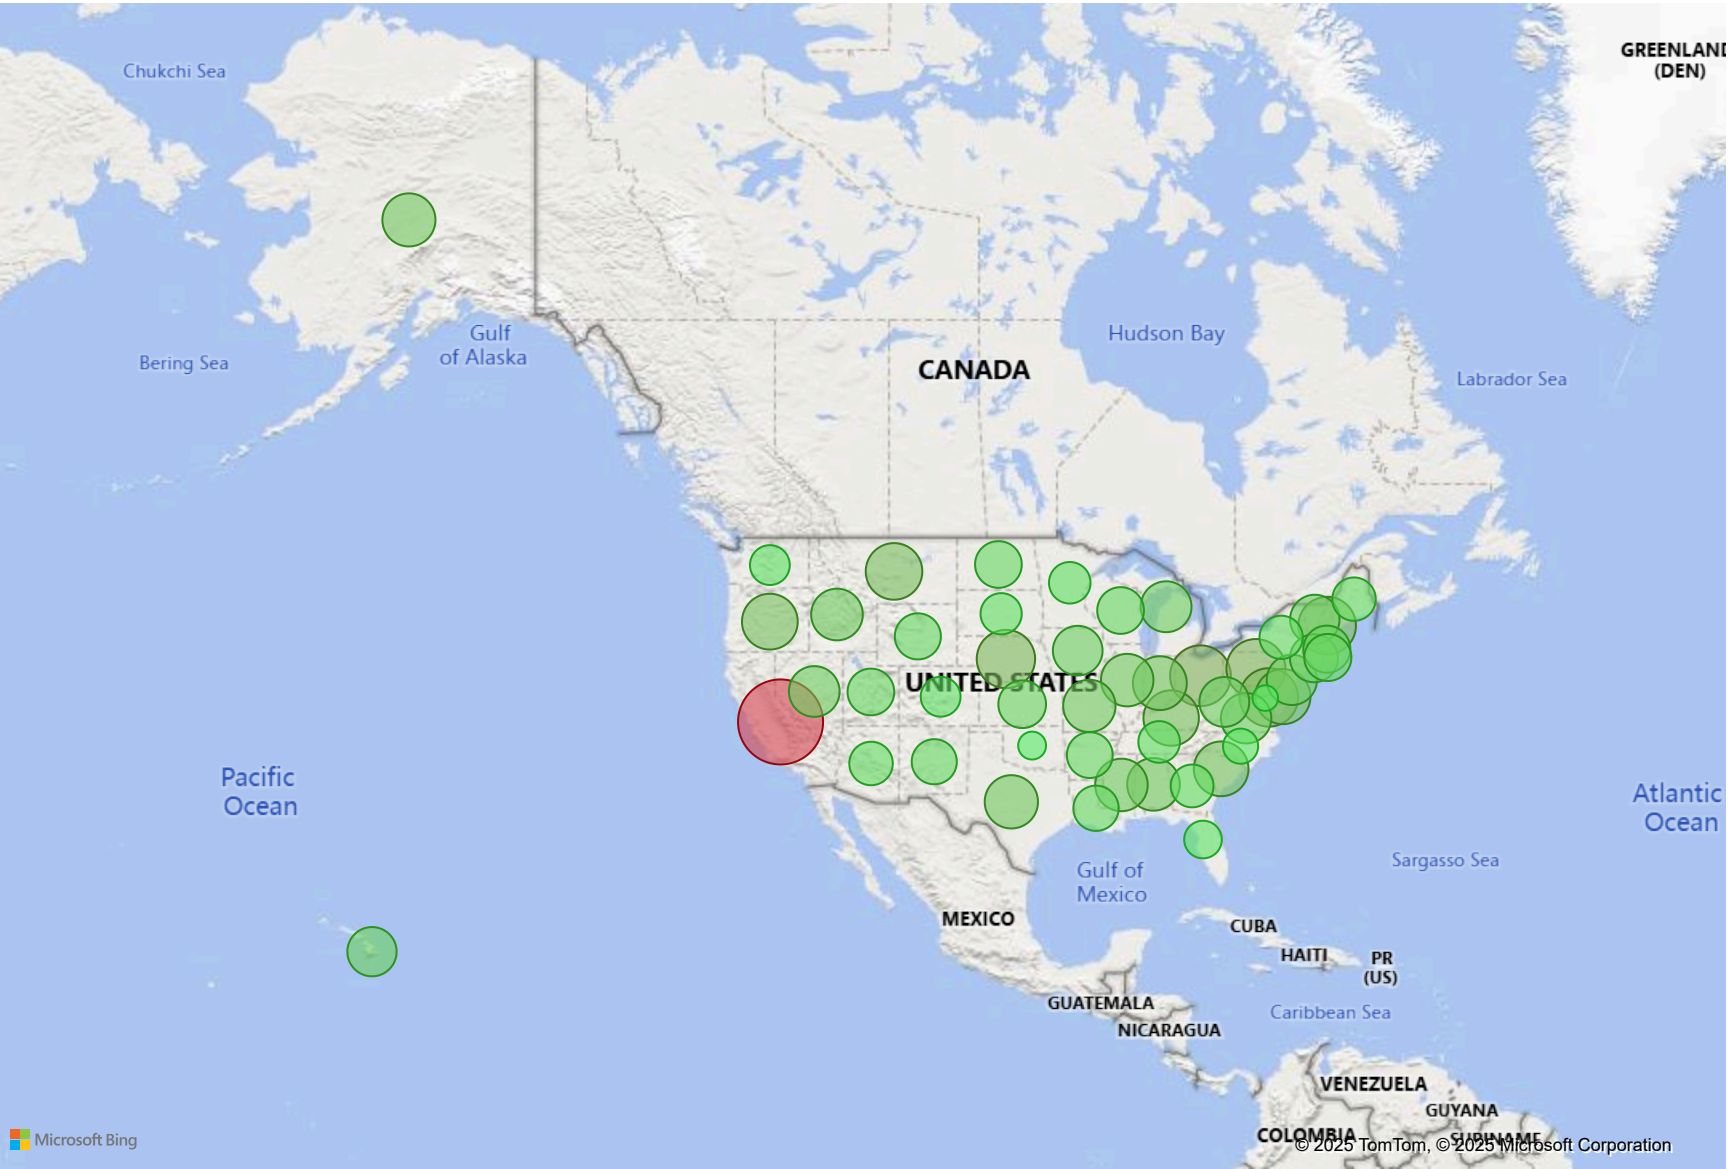 GREENLAND
(DEN)
Chukchi Sea
Gulf
of Alaska
Bering Sea
Hudson Bay
CANADA
Labrador Sea
UNITED STATES
Pacific
Ocean
Atlantic
Ocean
Gulf of
Mexico
Sargasso Sea
MEXICO
CUBA
HAITI
PR
(US)
GUATEMALA
Caribbean Sea
NICARAGUA
VENEZUELA
GUYANA
COLOMBIA
SURINAME
Microsoft Bing
© 2025 TomTom, © 2025 Microsoft Corporation